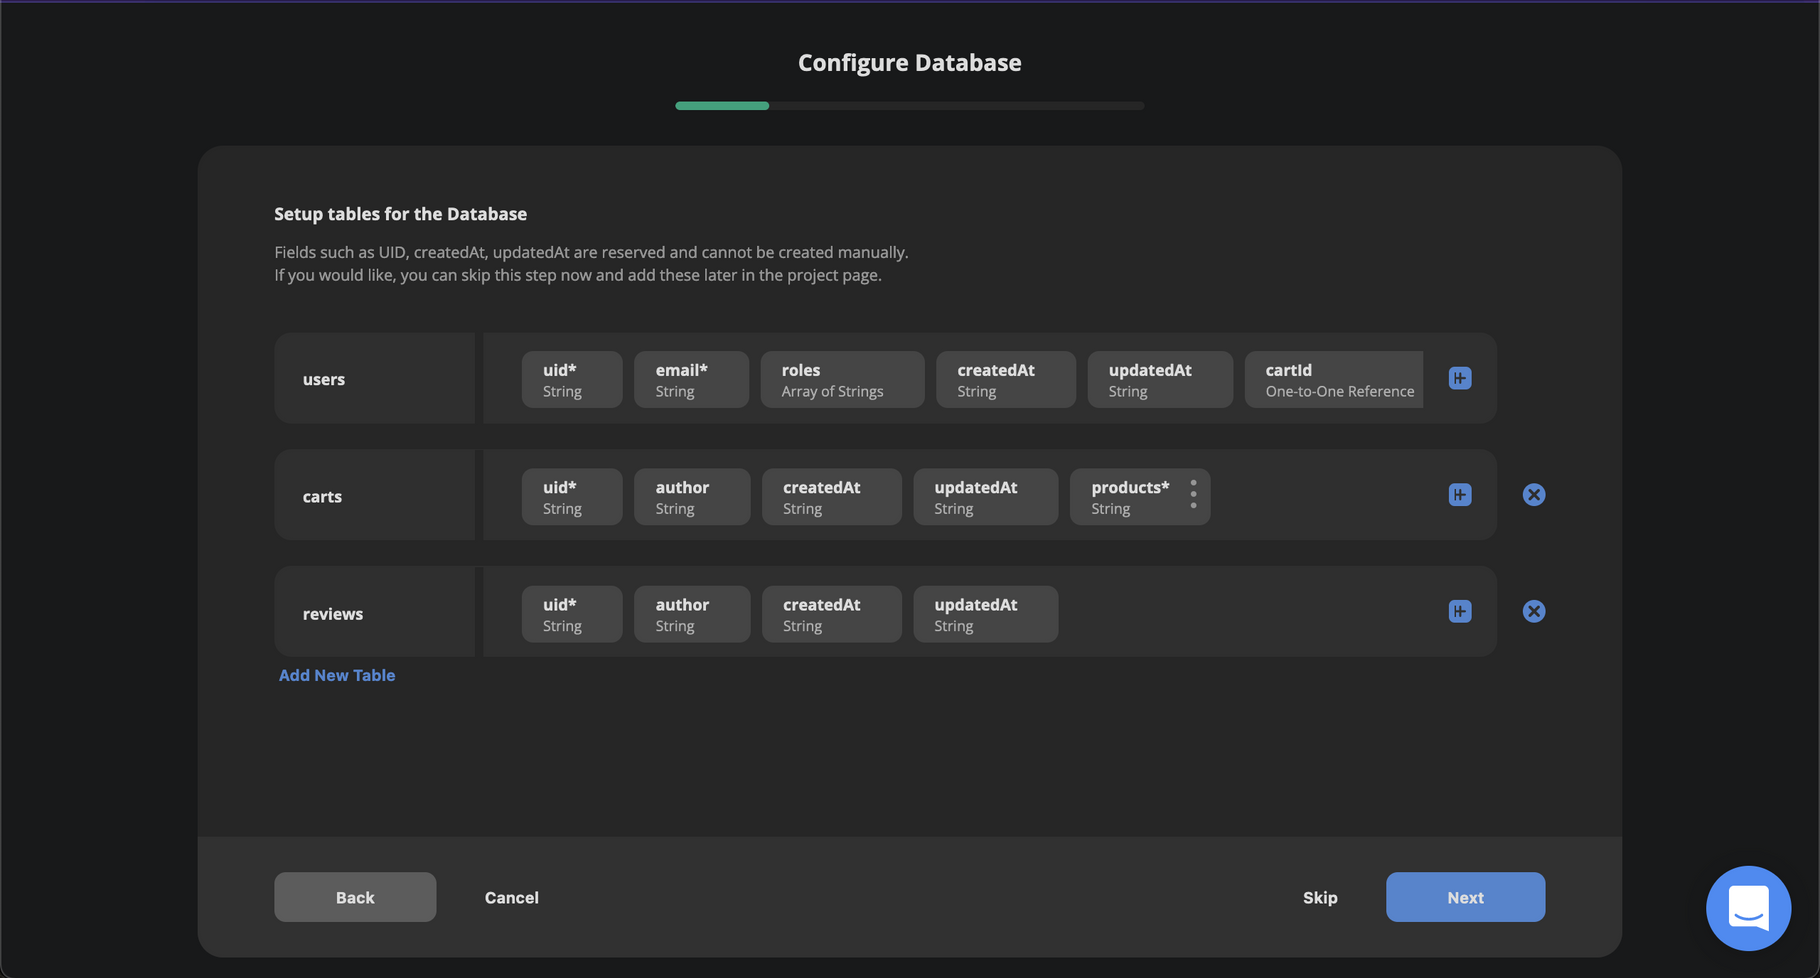 Configure Database
Setup tables for the Database
Fields such as UID, createdAt, updatedAt are reserved and cannot be created manually.
If you would like, you can skip this step now and add these later in the project page.
users
uid*
String
email*
String
roles
Array of Strings
createdAt
String
updatedAt
String
cartId
One-to-One Reference
carts
uid*
String
author
String
createdAt
String
updatedAt
String
products*
String
reviews
uid*
String
author
String
createdAt
String
updatedAt
String
Add New Table
Back
Cancel
Skip
Next